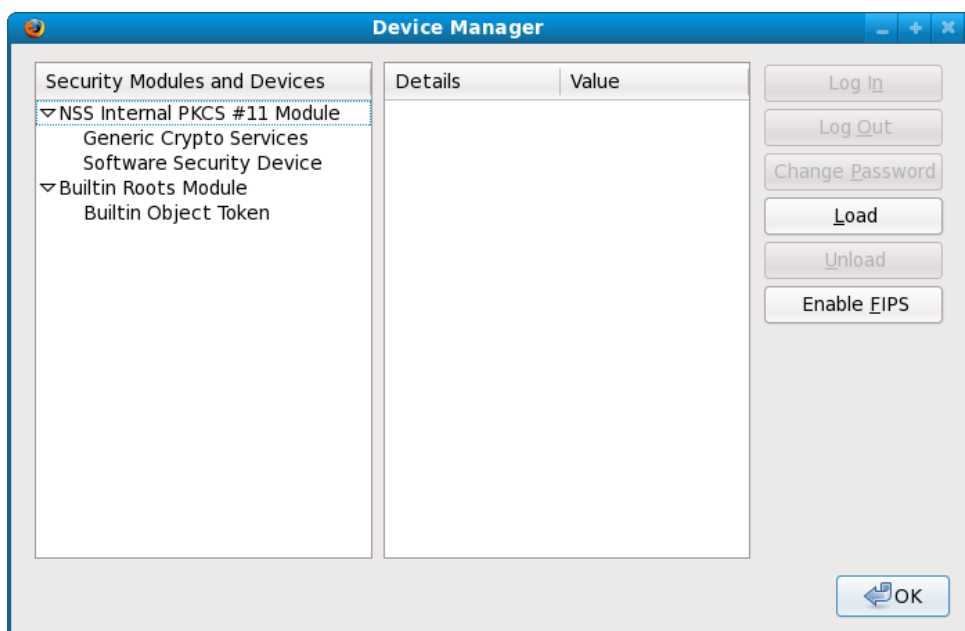 Device Manager
Security Modules and Devices
NSS Internal PKCS #11 Module
Generic Crypto Services
Software Security Device
Builtin Roots Module
Builtin Object Token
Details Value
Log In
Log Out
Change Password
Load
Unload
Enable FIPS
OK